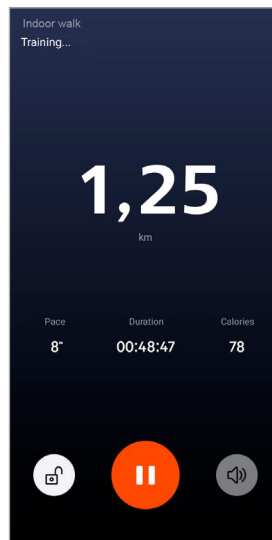 Indoor walk
Training...
1,25
km
Pace
Duration
Calories
8"
00:48:47
78